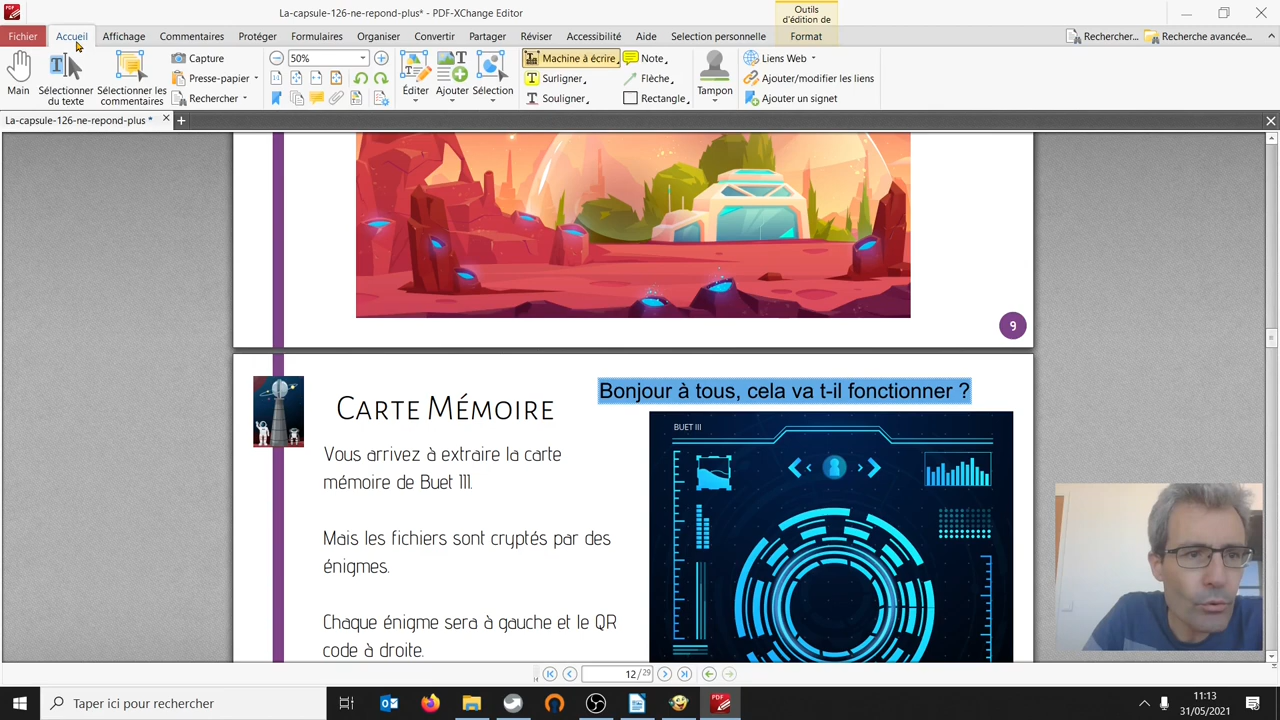 La-capsule-126-ne-repond-plus* - PDF-XChange Editor
Outils d'édition de
Fichier Accueil Affichage Commentaires Protéger Formulaires Organiser Convertir Partager Réviser Accessibilité Aide Selection personnelle Format Rechercher... Recherche avancée...
Main
Sélectionner du texte
Sélectionner les commentaires
Capture
Presse-papier
Rechercher
50%
Éditer
Ajouter
Sélection
Machine à écrire
Surligner
Souligner
Note
Flèche
Rectangle
Tampon
Liens Web
Ajouter/modifier les liens
Ajouter un signet
La-capsule-126-ne-repond-plus *
9
Bonjour à tous, cela va t-il fonctionner ?
Carte Mémoire
BUET III
Vous arrivez à extraire la carte
mémoire de Buet III.
Mais les fichiers sont cryptés par des
énigmes.
Chaque énigme sera à gauche et le QR
code à droite.
12 / 29
Taper ici pour rechercher
11:13
31/05/2021